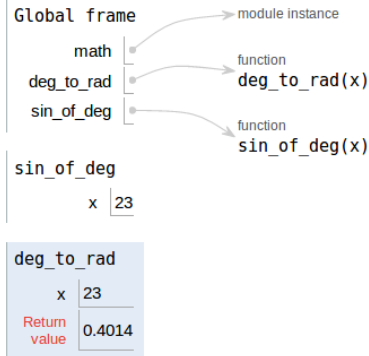 Global frame
module instance
math
function
deg_to_rad
deg_to_rad(x)
sin_of_deg
function
sin_of_deg(x)
sin_of_deg
x 23
deg_to_rad
x 23
Return
value 0.4014